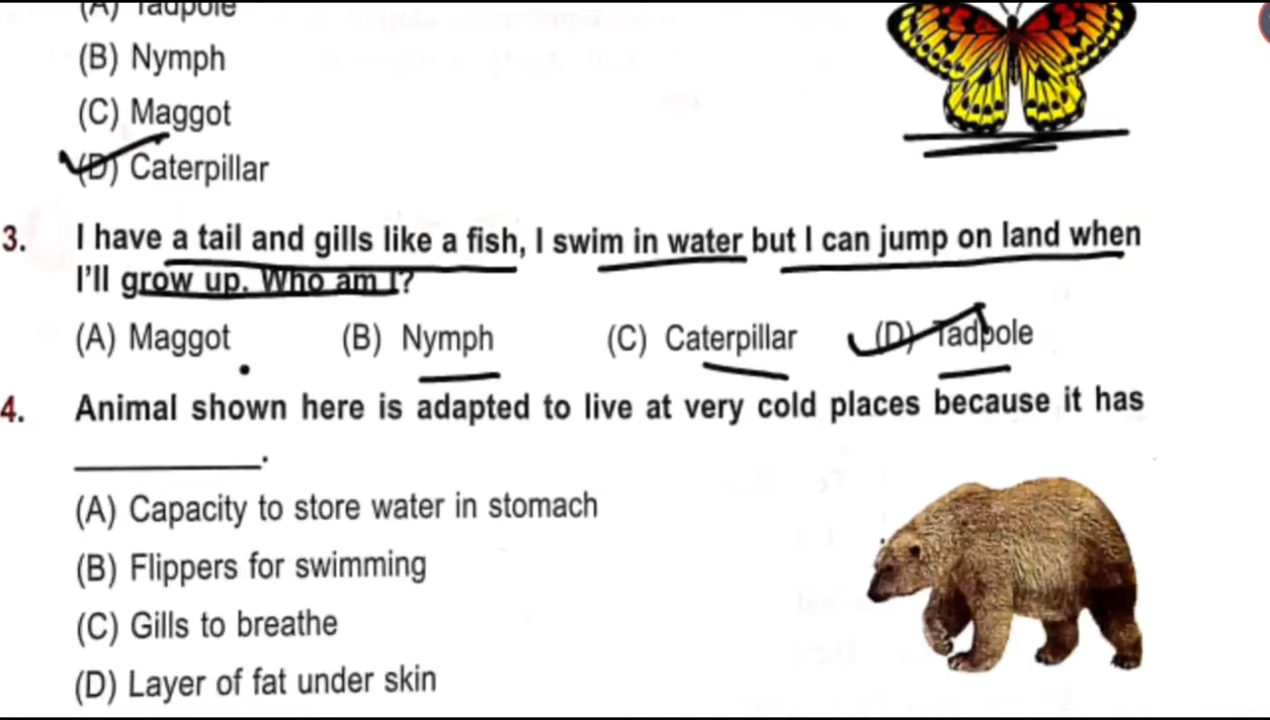 (A) Tadpole
(B) Nymph
(C) Maggot
(D) Caterpillar
3. I have a tail and gills like a fish, I swim in water but I can jump on land when
I'll grow up. Who am I?
(A) Maggot (B) Nymph (C) Caterpillar (D) Tadpole
4. Animal shown here is adapted to live at very cold places because it has
____________.
(A) Capacity to store water in stomach
(B) Flippers for swimming
(C) Gills to breathe
(D) Layer of fat under skin